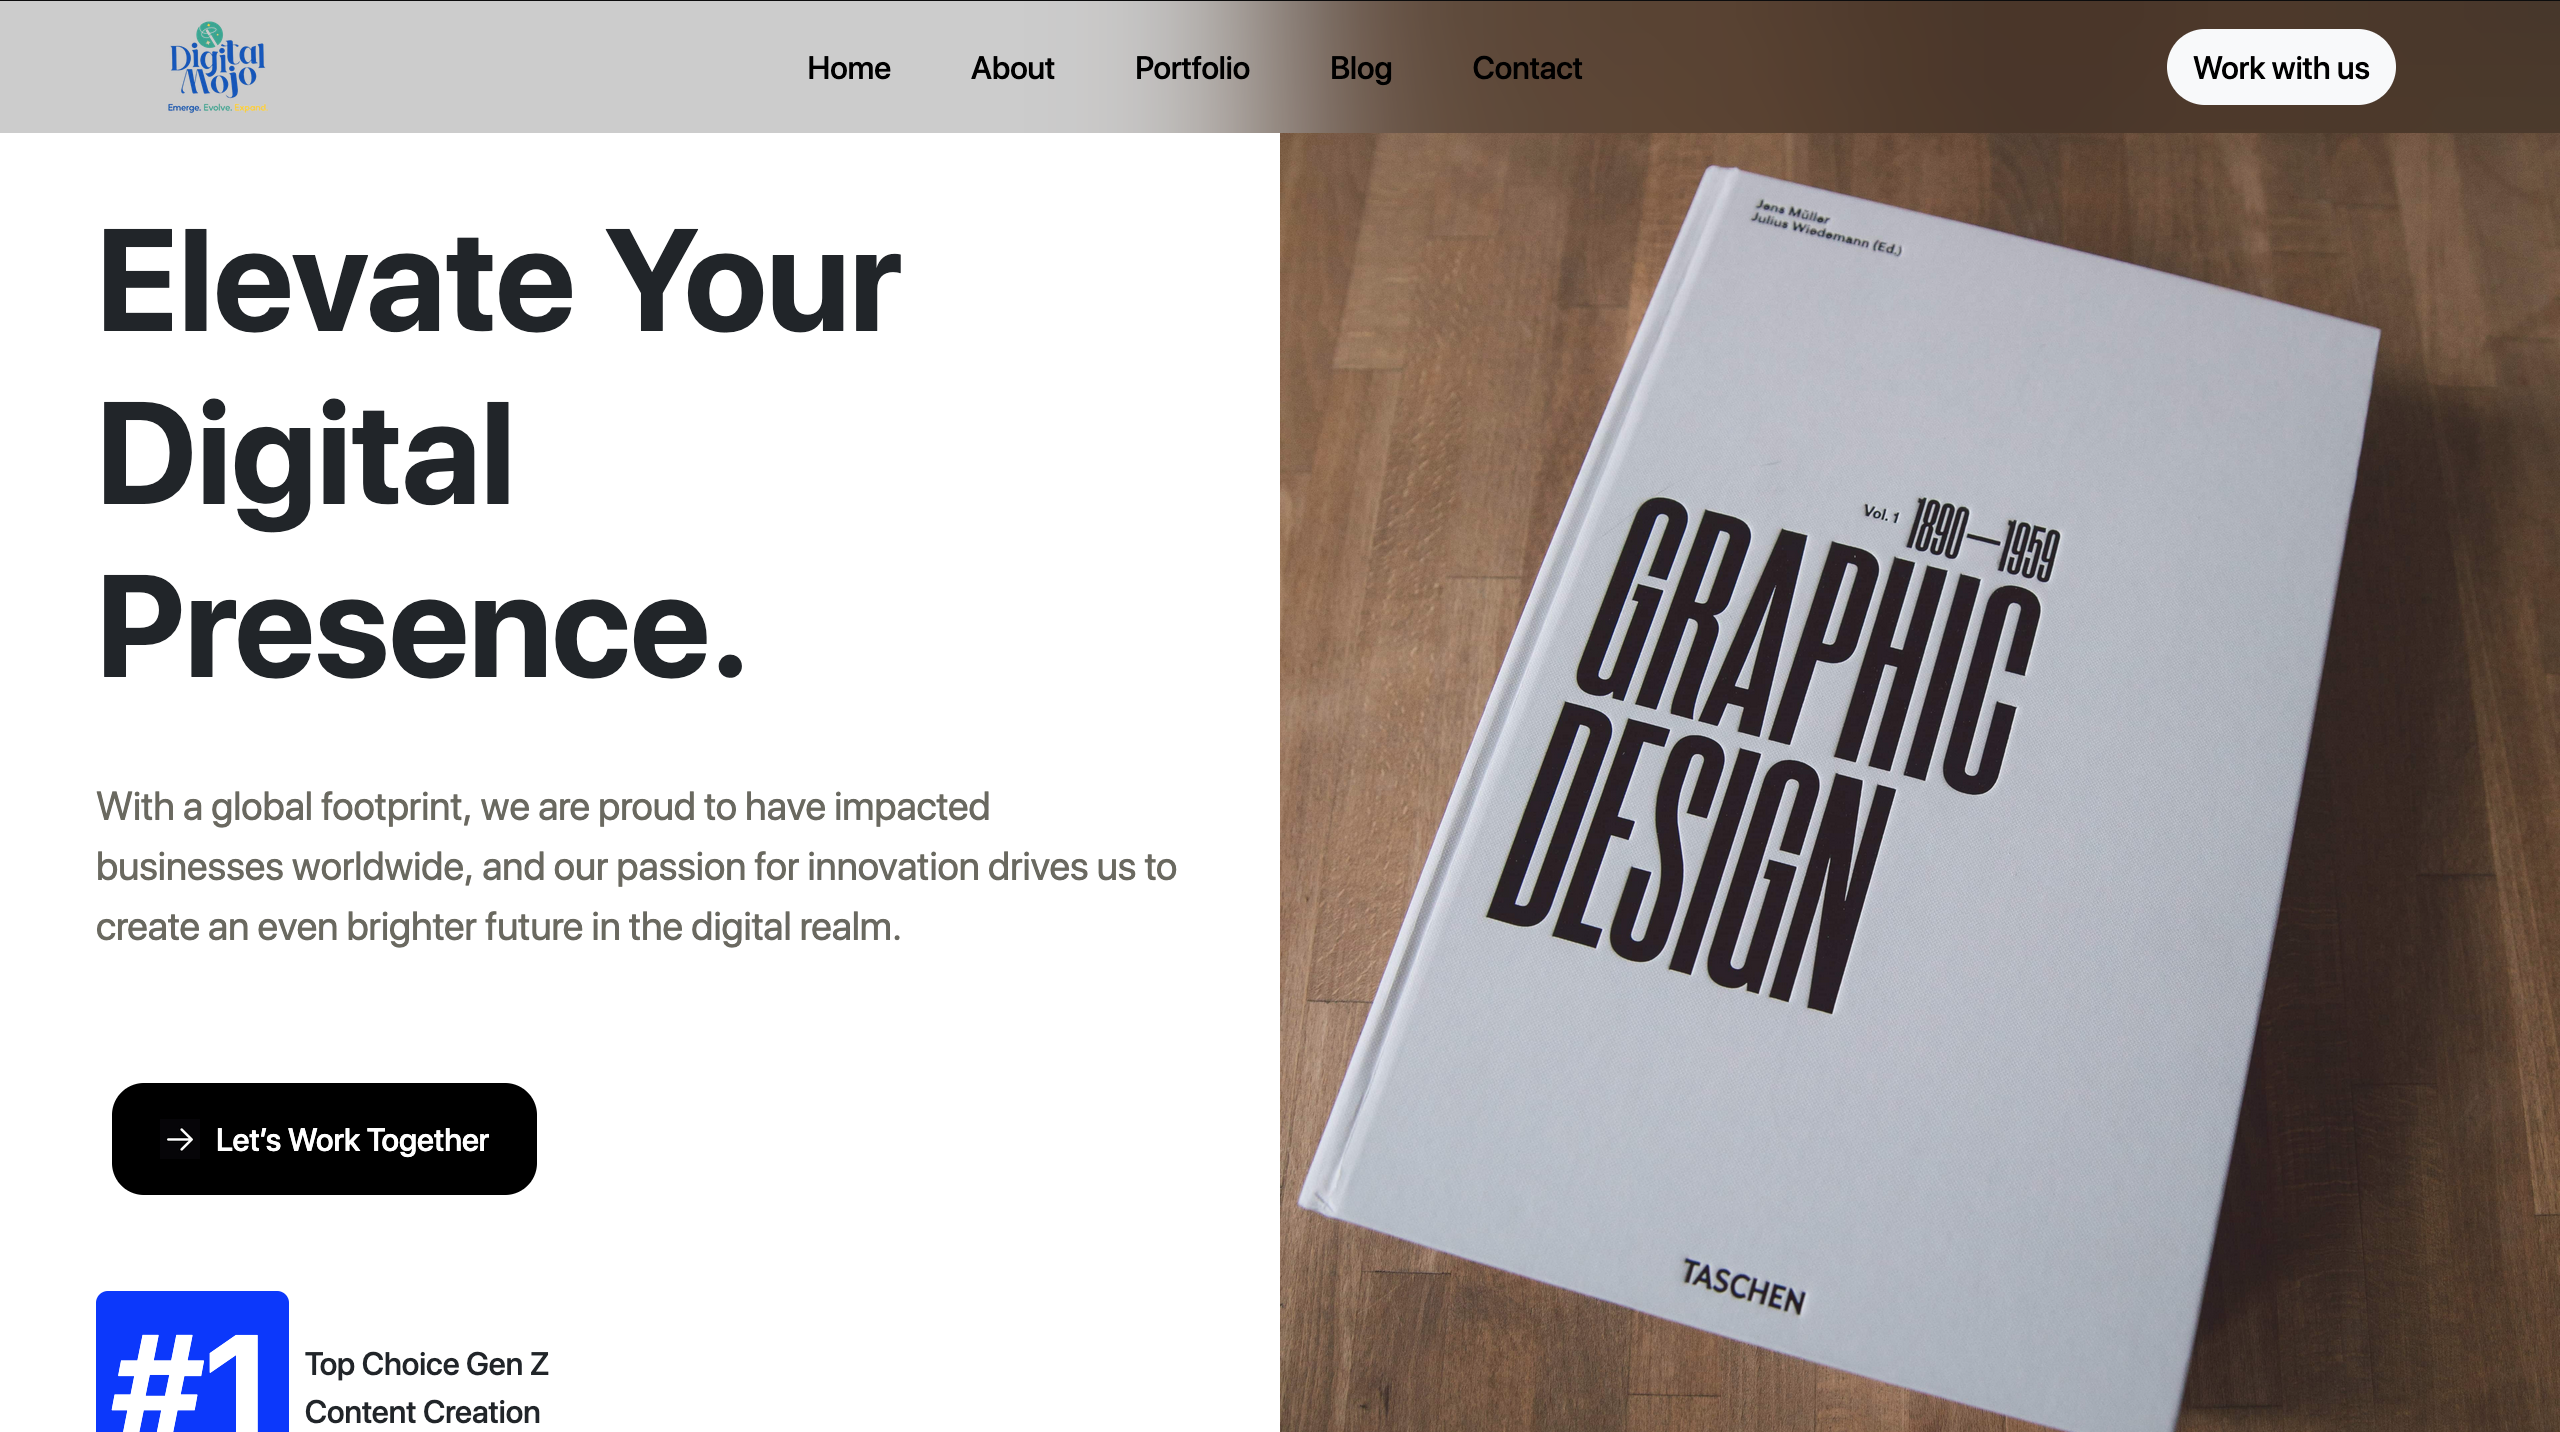 Digital
Mojo
Emerge. Evolve.
Home
About
Portfolio
Blog
Contact
Work with us
Elevate Your
Digital
Presence.
With a global footprint, we are proud to have impacted
businesses worldwide, and our passion for innovation drives us to
create an even brighter future in the digital realm.
Let’s Work Together
#1
Top Choice Gen Z
Content Creation
Jens Müller
Julius Wiedemann (Ed.)
Vol. 1 1890—1959
GRAPHIC
DESIGN
TASCHEN